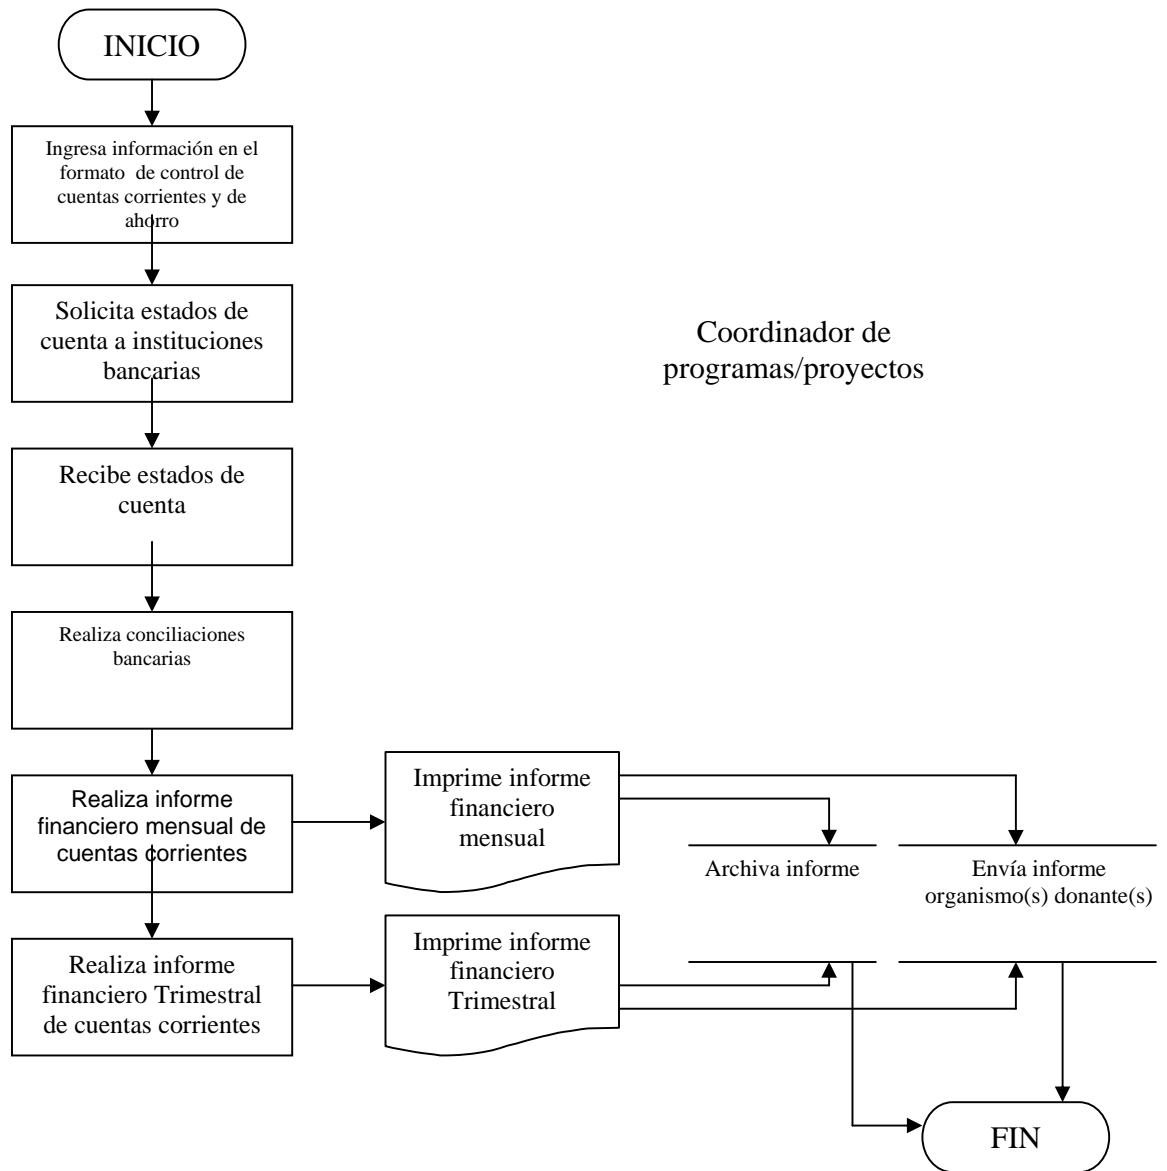 INICIO
Ingresa información en el
formato de control de
cuentas corrientes y de
ahorro
Solicita estados de
cuenta a instituciones
bancarias
Coordinador de
programas/proyectos
Recibe estados de
cuenta
Realiza conciliaciones
bancarias
Realiza informe
financiero mensual de
cuentas corrientes
Imprime informe
financiero
mensual
Archiva informe
Envía informe
organismo(s) donante(s)
Realiza informe
financiero Trimestral
de cuentas corrientes
Imprime informe
financiero
Trimestral
FIN